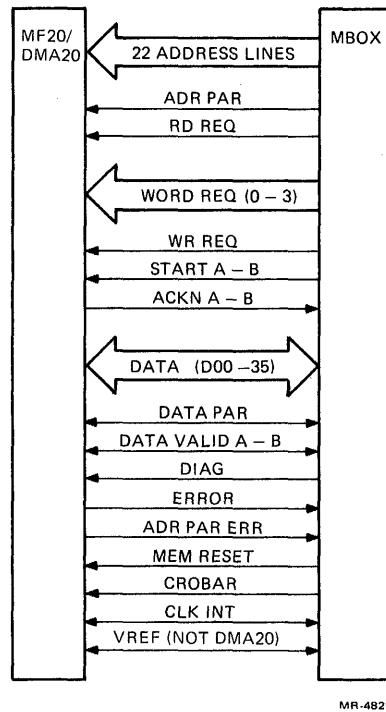 MF20/
DMA20
MBOX
22 ADDRESS LINES
ADR PAR
RD REQ
WORD REQ (0 – 3)
WR REQ
START A – B
ACKN A – B
DATA (D00 –35)
DATA PAR
DATA VALID A – B
DIAG
ERROR
ADR PAR ERR
MEM RESET
CROBAR
CLK INT
VREF (NOT DMA20)
MR-482